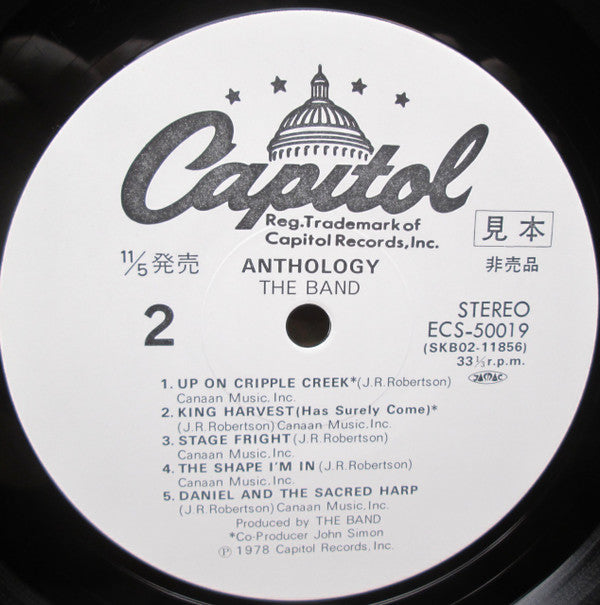 Capitol
Reg.Trademark of
Capitol Records,Inc.
見本
11/5発売
ANTHOLOGY
非売品
THE BAND
2
STEREO
ECS-50019
(SKB02-11856)
33⅓r.p.m.
JASRAC
1. UP ON CRIPPLE CREEK*(J.R.Robertson)
Canaan Music, Inc.
2. KING HARVEST(Has Surely Come)*
(J.R.Robertson)Canaan Music, Inc.
3. STAGE FRIGHT(J.R.Robertson)
Canaan Music, Inc.
4. THE SHAPE I'M IN(J.R.Robertson)
Canaan Music, Inc.
5. DANIEL AND THE SACRED HARP
(J.R.Robertson)Canaan Music, Inc.
Produced by THE BAND
*Co-Producer John Simon
Ⓟ 1978 Capitol Records, Inc.